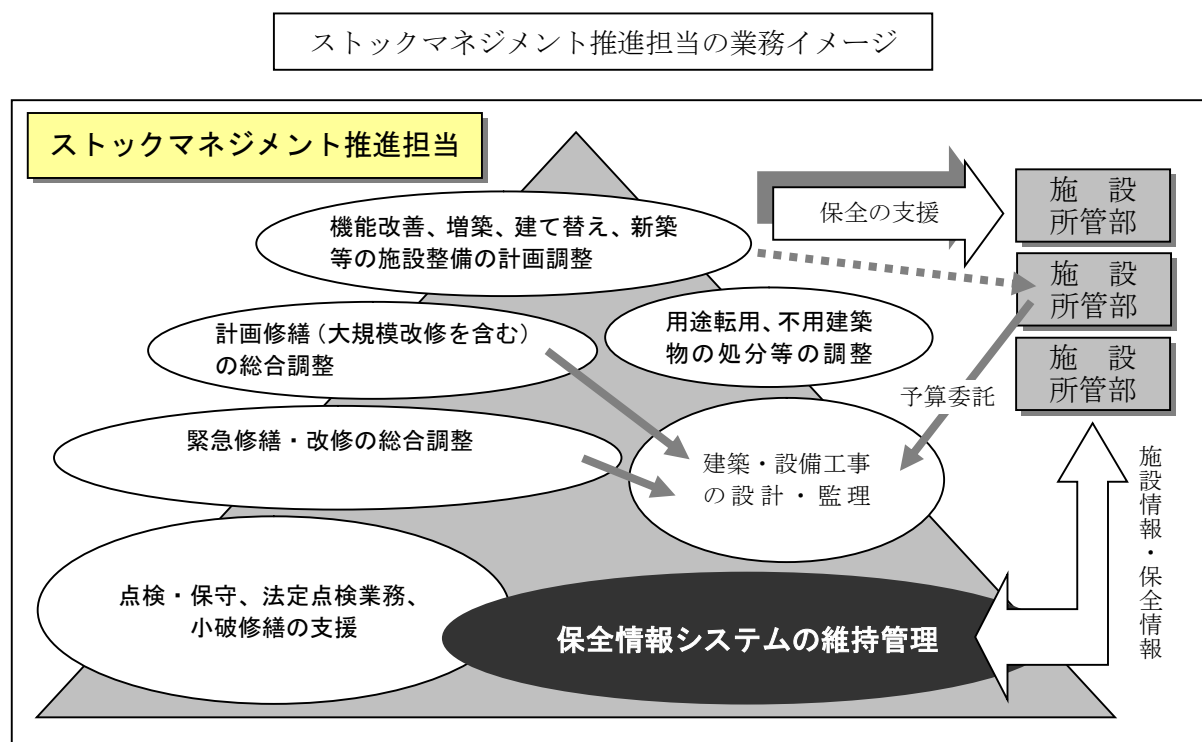 ストックマネジメント推進担当の業務イメージ
ストックマネジメント推進担当
機能改善、増築、建て替え、新築
等の施設整備の計画調整
保全の支援
施　設
所管部
施　設
所管部
施　設
所管部
計画修繕（大規模改修を含む）
の総合調整
用途転用、不用建築
物の処分等の調整
予算委託
緊急修繕・改修の総合調整
建築・設備工事
の設計・監理
施設情報・保全情報
点検・保守、法定点検業務、
小破修繕の支援
保全情報システムの維持管理